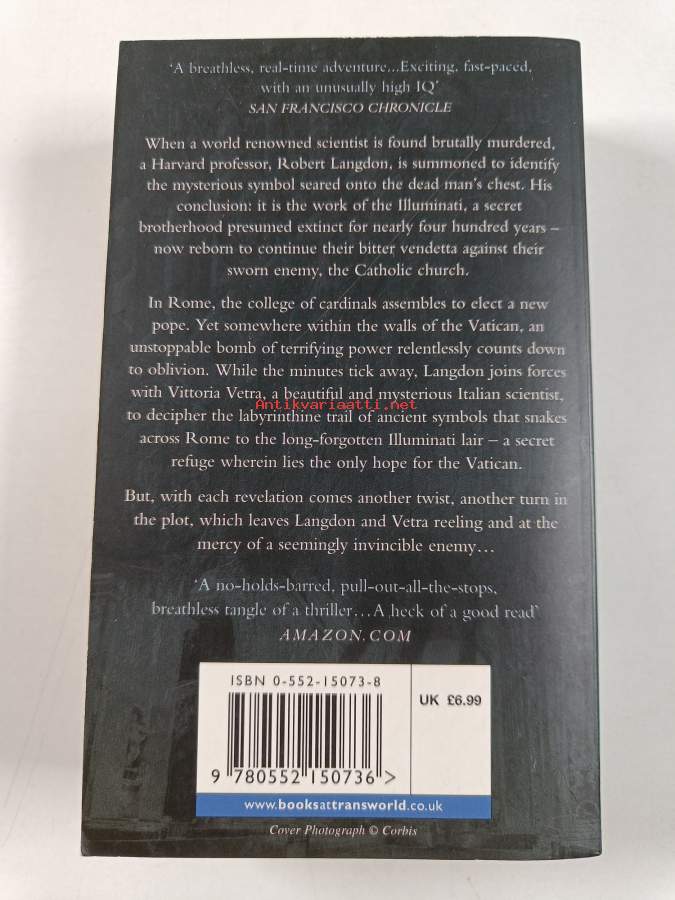 'A breathless, real-time adventure...Exciting, fast-paced,
with an unusually high IQ'
SAN FRANCISCO CHRONICLE
When a world renowned scientist is found brutally murdered,
a Harvard professor, Robert Langdon, is summoned to identify
the mysterious symbol seared onto the dead man's chest. His
conclusion: it is the work of the Illuminati, a secret
brotherhood presumed extinct for nearly four hundred years –
now reborn to continue their bitter vendetta against their
sworn enemy, the Catholic church.
In Rome, the college of cardinals assembles to elect a new
pope. Yet somewhere within the walls of the Vatican, an
unstoppable bomb of terrifying power relentlessly counts down
to oblivion. While the minutes tick away, Langdon joins forces
with Vittoria Vetra, a beautiful and mysterious Italian scientist,
Antikvariaatti.net
to decipher the labyrinthine trail of ancient symbols that snakes
across Rome to the long-forgotten Illuminati lair – a secret
refuge wherein lies the only hope for the Vatican.
But, with each revelation comes another twist, another turn in
the plot, which leaves Langdon and Vetra reeling and at the
mercy of a seemingly invincible enemy...
'A no-holds-barred, pull-out-all-the-stops,
breathless tangle of a thriller...A heck of a good read'
AMAZON.COM
ISBN 0-552-15073-8
UK £6.99
9 780552 150736 >
www.booksattransworld.co.uk
Cover Photograph © Corbis